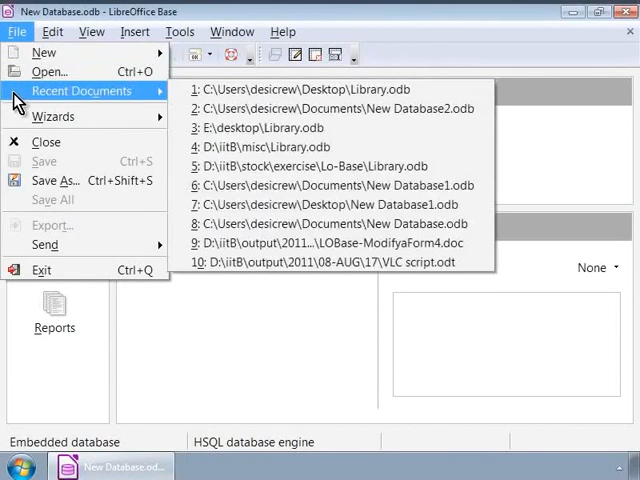 New Database.odb - LibreOffice Base
File Edit View Insert Tools Window Help
New
Open... Ctrl+O
Recent Documents
Wizards
Close
Save Ctrl+S
Save As... Ctrl+Shift+S
Save All
Export...
Send
Exit Ctrl+Q
1: C:\Users\desicrew\Desktop\Library.odb
2: C:\Users\desicrew\Documents\New Database2.odb
3: E:\desktop\Library.odb
4: D:\iitB\misc\Library.odb
5: D:\iitB\stock\exercise\Lo-Base\Library.odb
6: C:\Users\desicrew\Documents\New Database1.odb
7: C:\Users\desicrew\Desktop\New Database1.odb
8: C:\Users\desicrew\Documents\New Database.odb
9: D:\iitB\output\2011...\LOBase-ModifyaForm4.doc
10: D:\iitB\output\2011\08-AUG\17\VLC script.odt
None
Reports
Embedded database HSQL database engine
New Database.od...